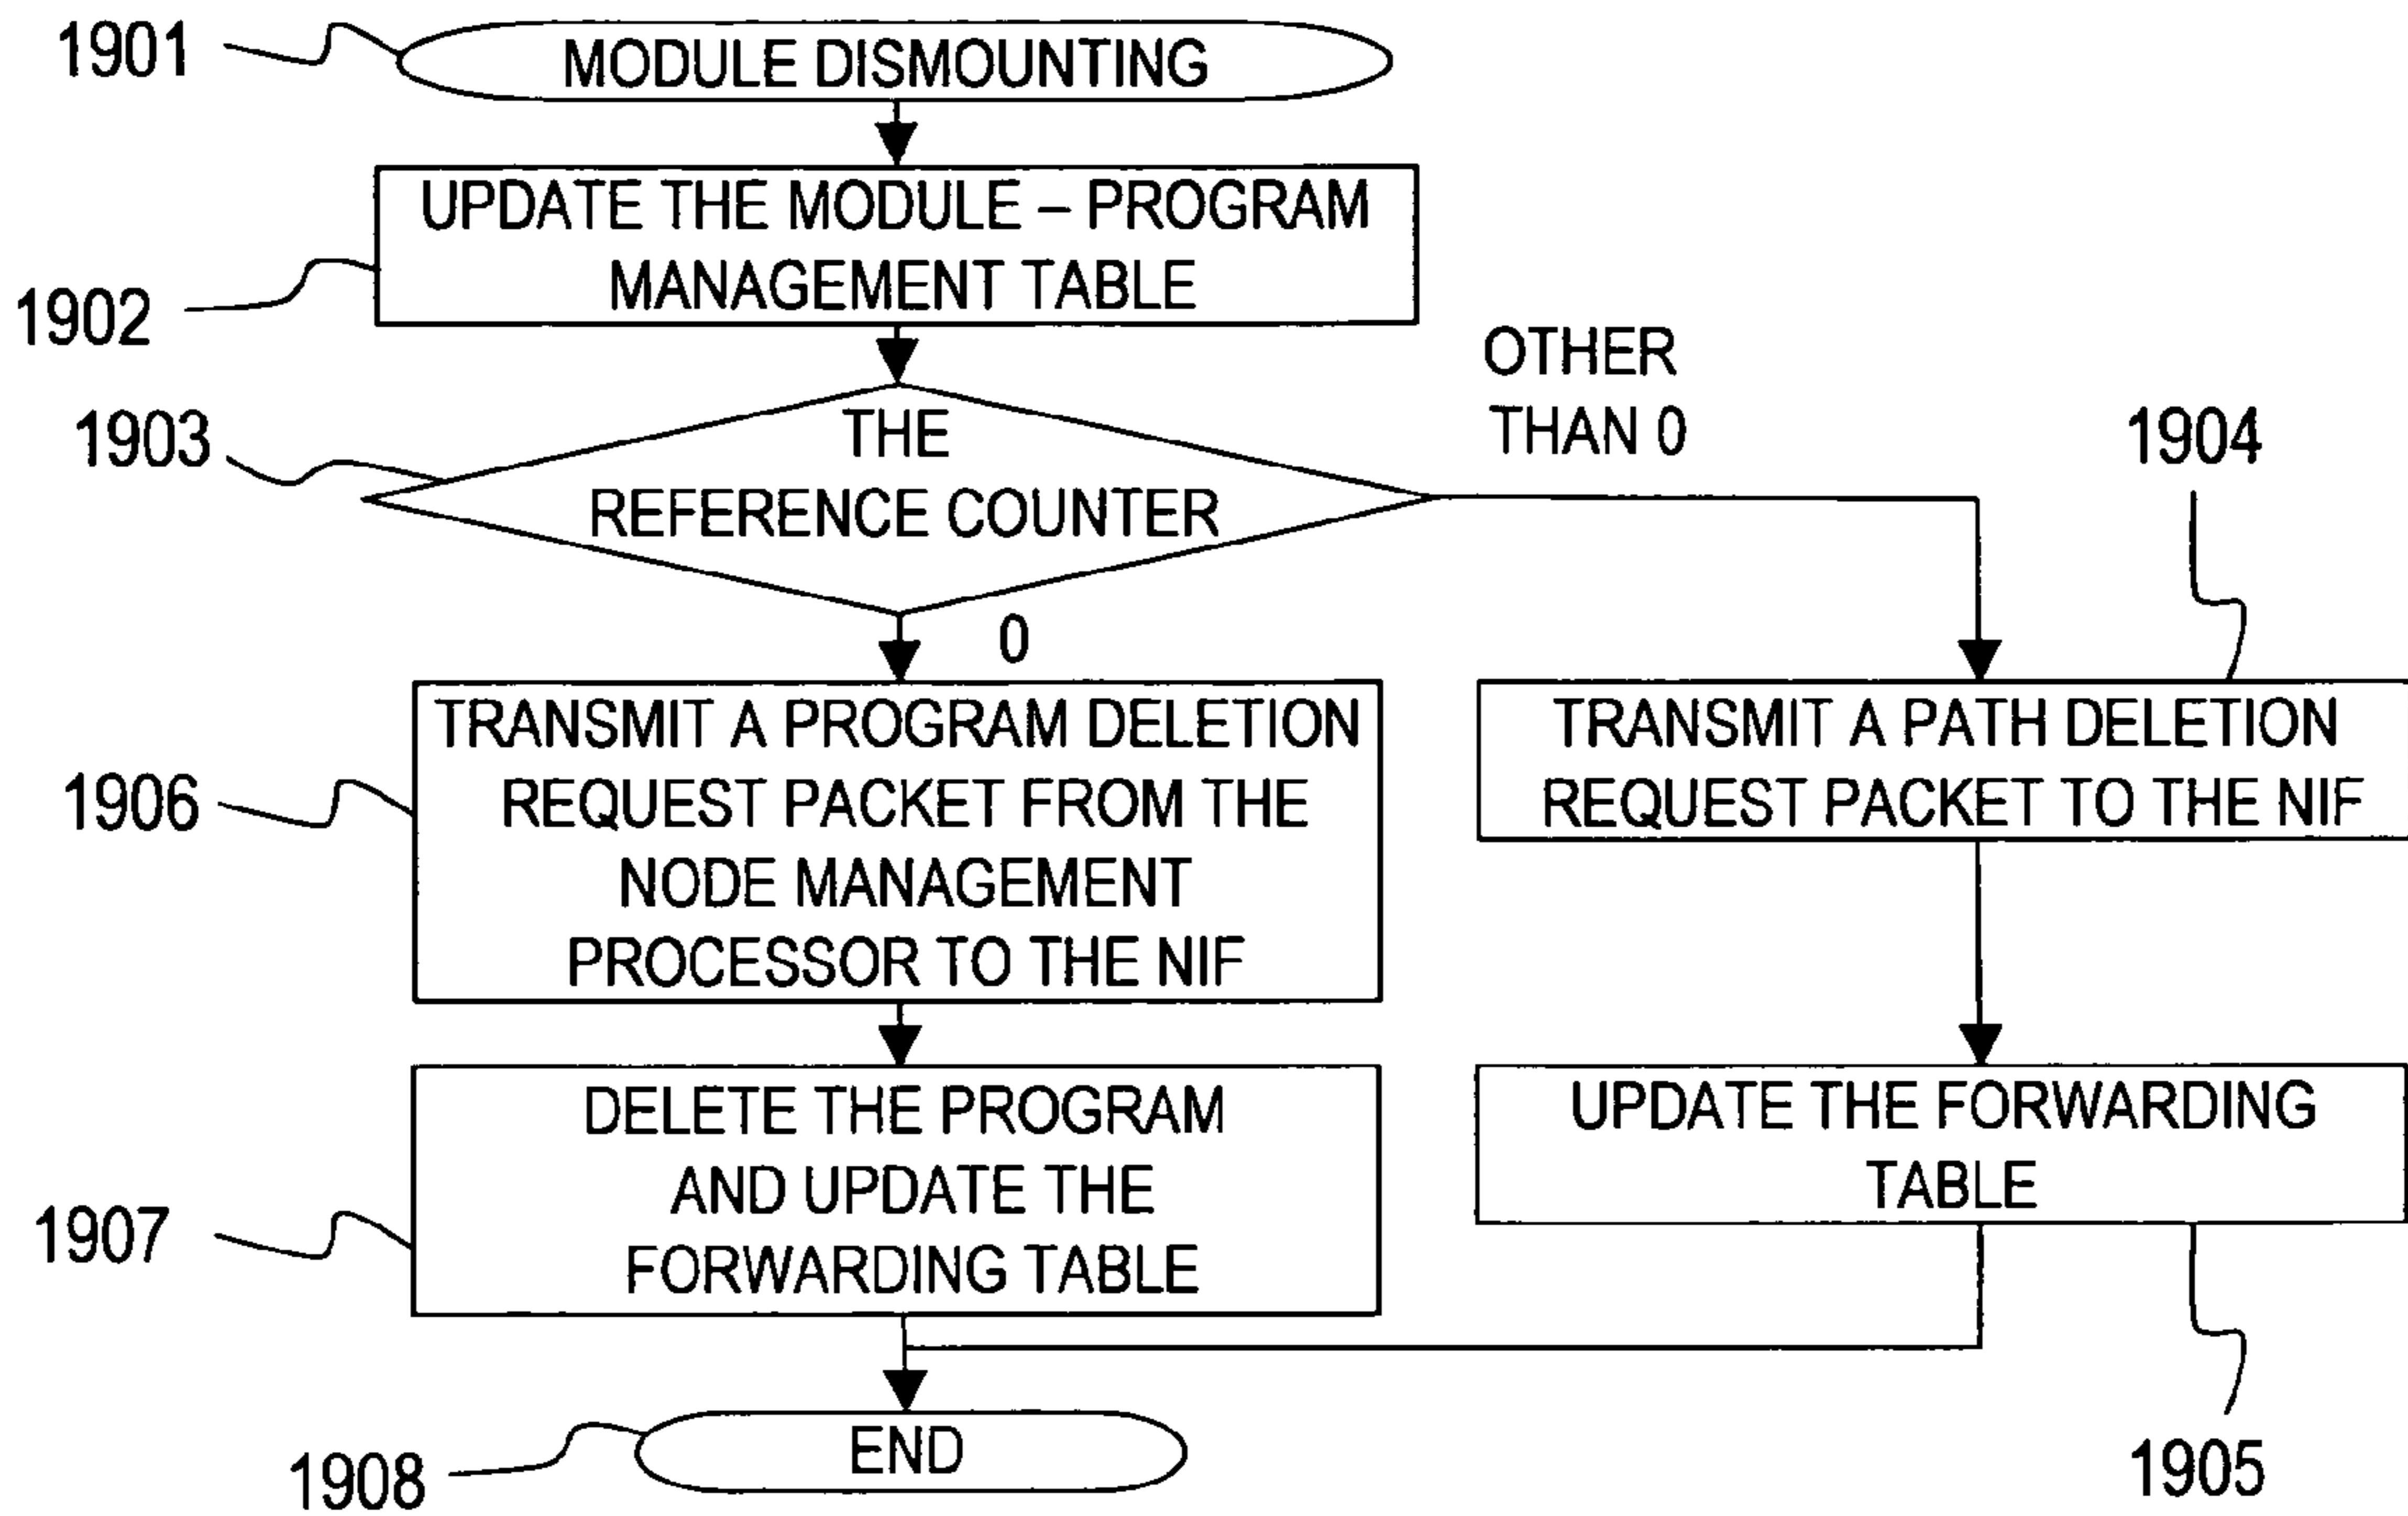 1901
MODULE DISMOUNTING
UPDATE THE MODULE – PROGRAM
MANAGEMENT TABLE
1902
OTHER
THAN 0
1903
THE
REFERENCE COUNTER
1904
0
TRANSMIT A PROGRAM DELETION
REQUEST PACKET FROM THE
NODE MANAGEMENT
PROCESSOR TO THE NIF
1906
TRANSMIT A PATH DELETION
REQUEST PACKET TO THE NIF
DELETE THE PROGRAM
AND UPDATE THE
FORWARDING TABLE
1907
UPDATE THE FORWARDING
TABLE
END
1908
1905